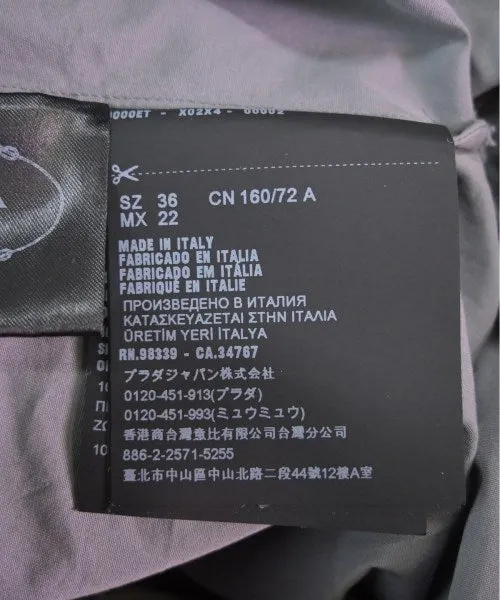 0000ET - X02X4 - 00002
SZ 36 CN 160/72 A
MX 22
MADE IN ITALY
FABRICADO EN ITALIA
FABRICADO EM ITÁLIA
FABRIQUÉ EN ITALIE
ПРОИЗВЕДЕНО В ИТАЛИЯ
ΚΑΤΑΣΚΕΥΑΖΕΤΑΙ ΣΤΗΝ ΙΤΑΛΙΑ
ÜRETİM YERİ İTALYA
RN.98339 - CA.34767
プラダジャパン株式会社
0120-451-913(プラダ)
0120-451-993(ミュウミュウ)
香港商台灣壹比有限公司台灣分公司
886-2-2571-5255
臺北市中山區中山北路二段44號12樓A室